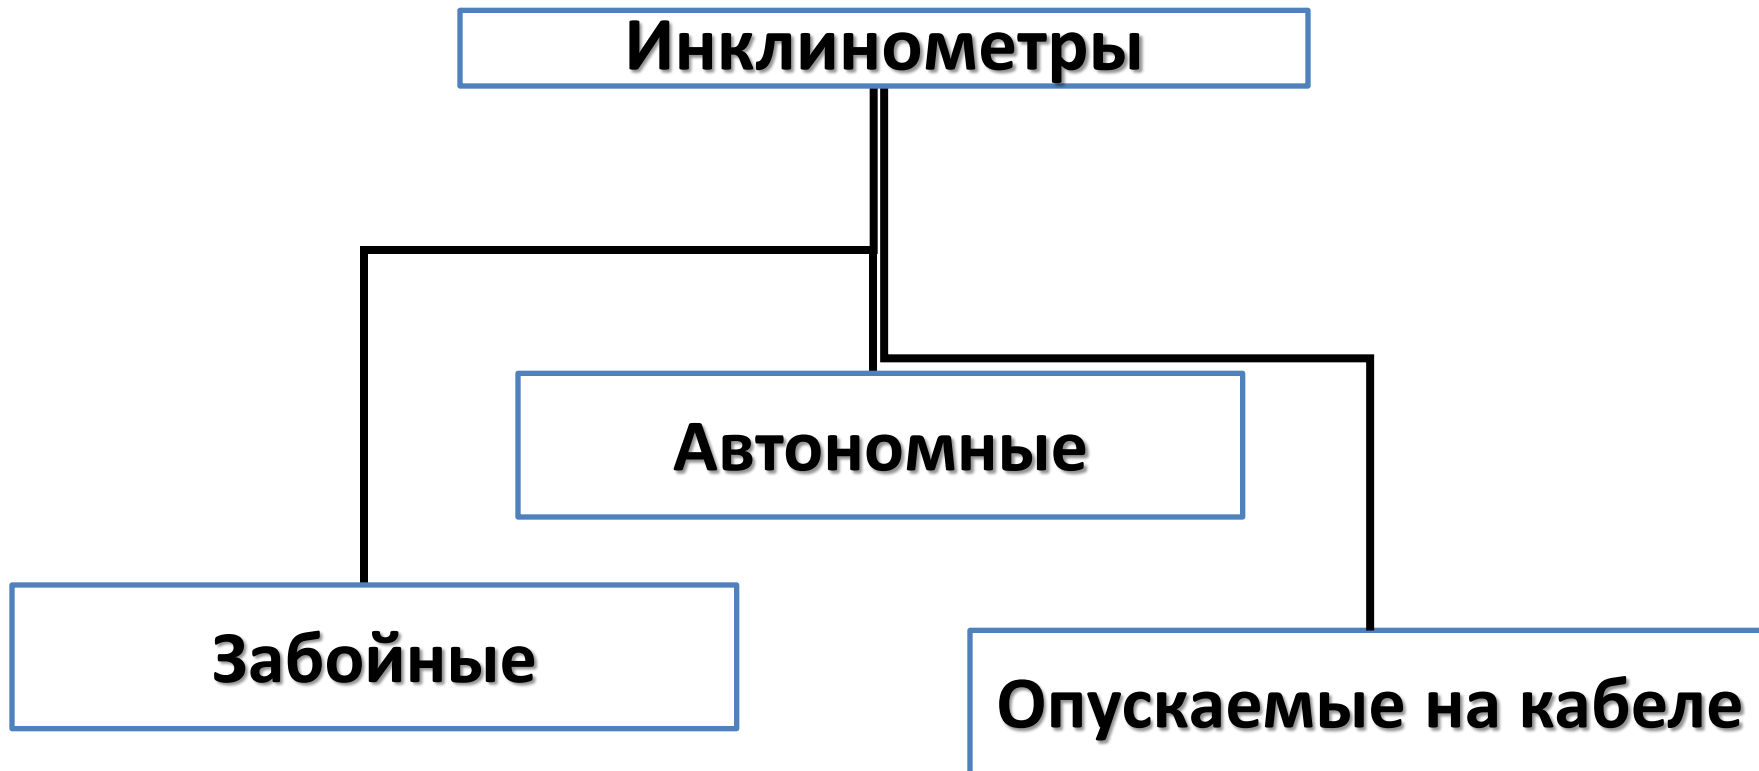 Инклинометры
Автономные
Забойные
Опускаемые на кабеле